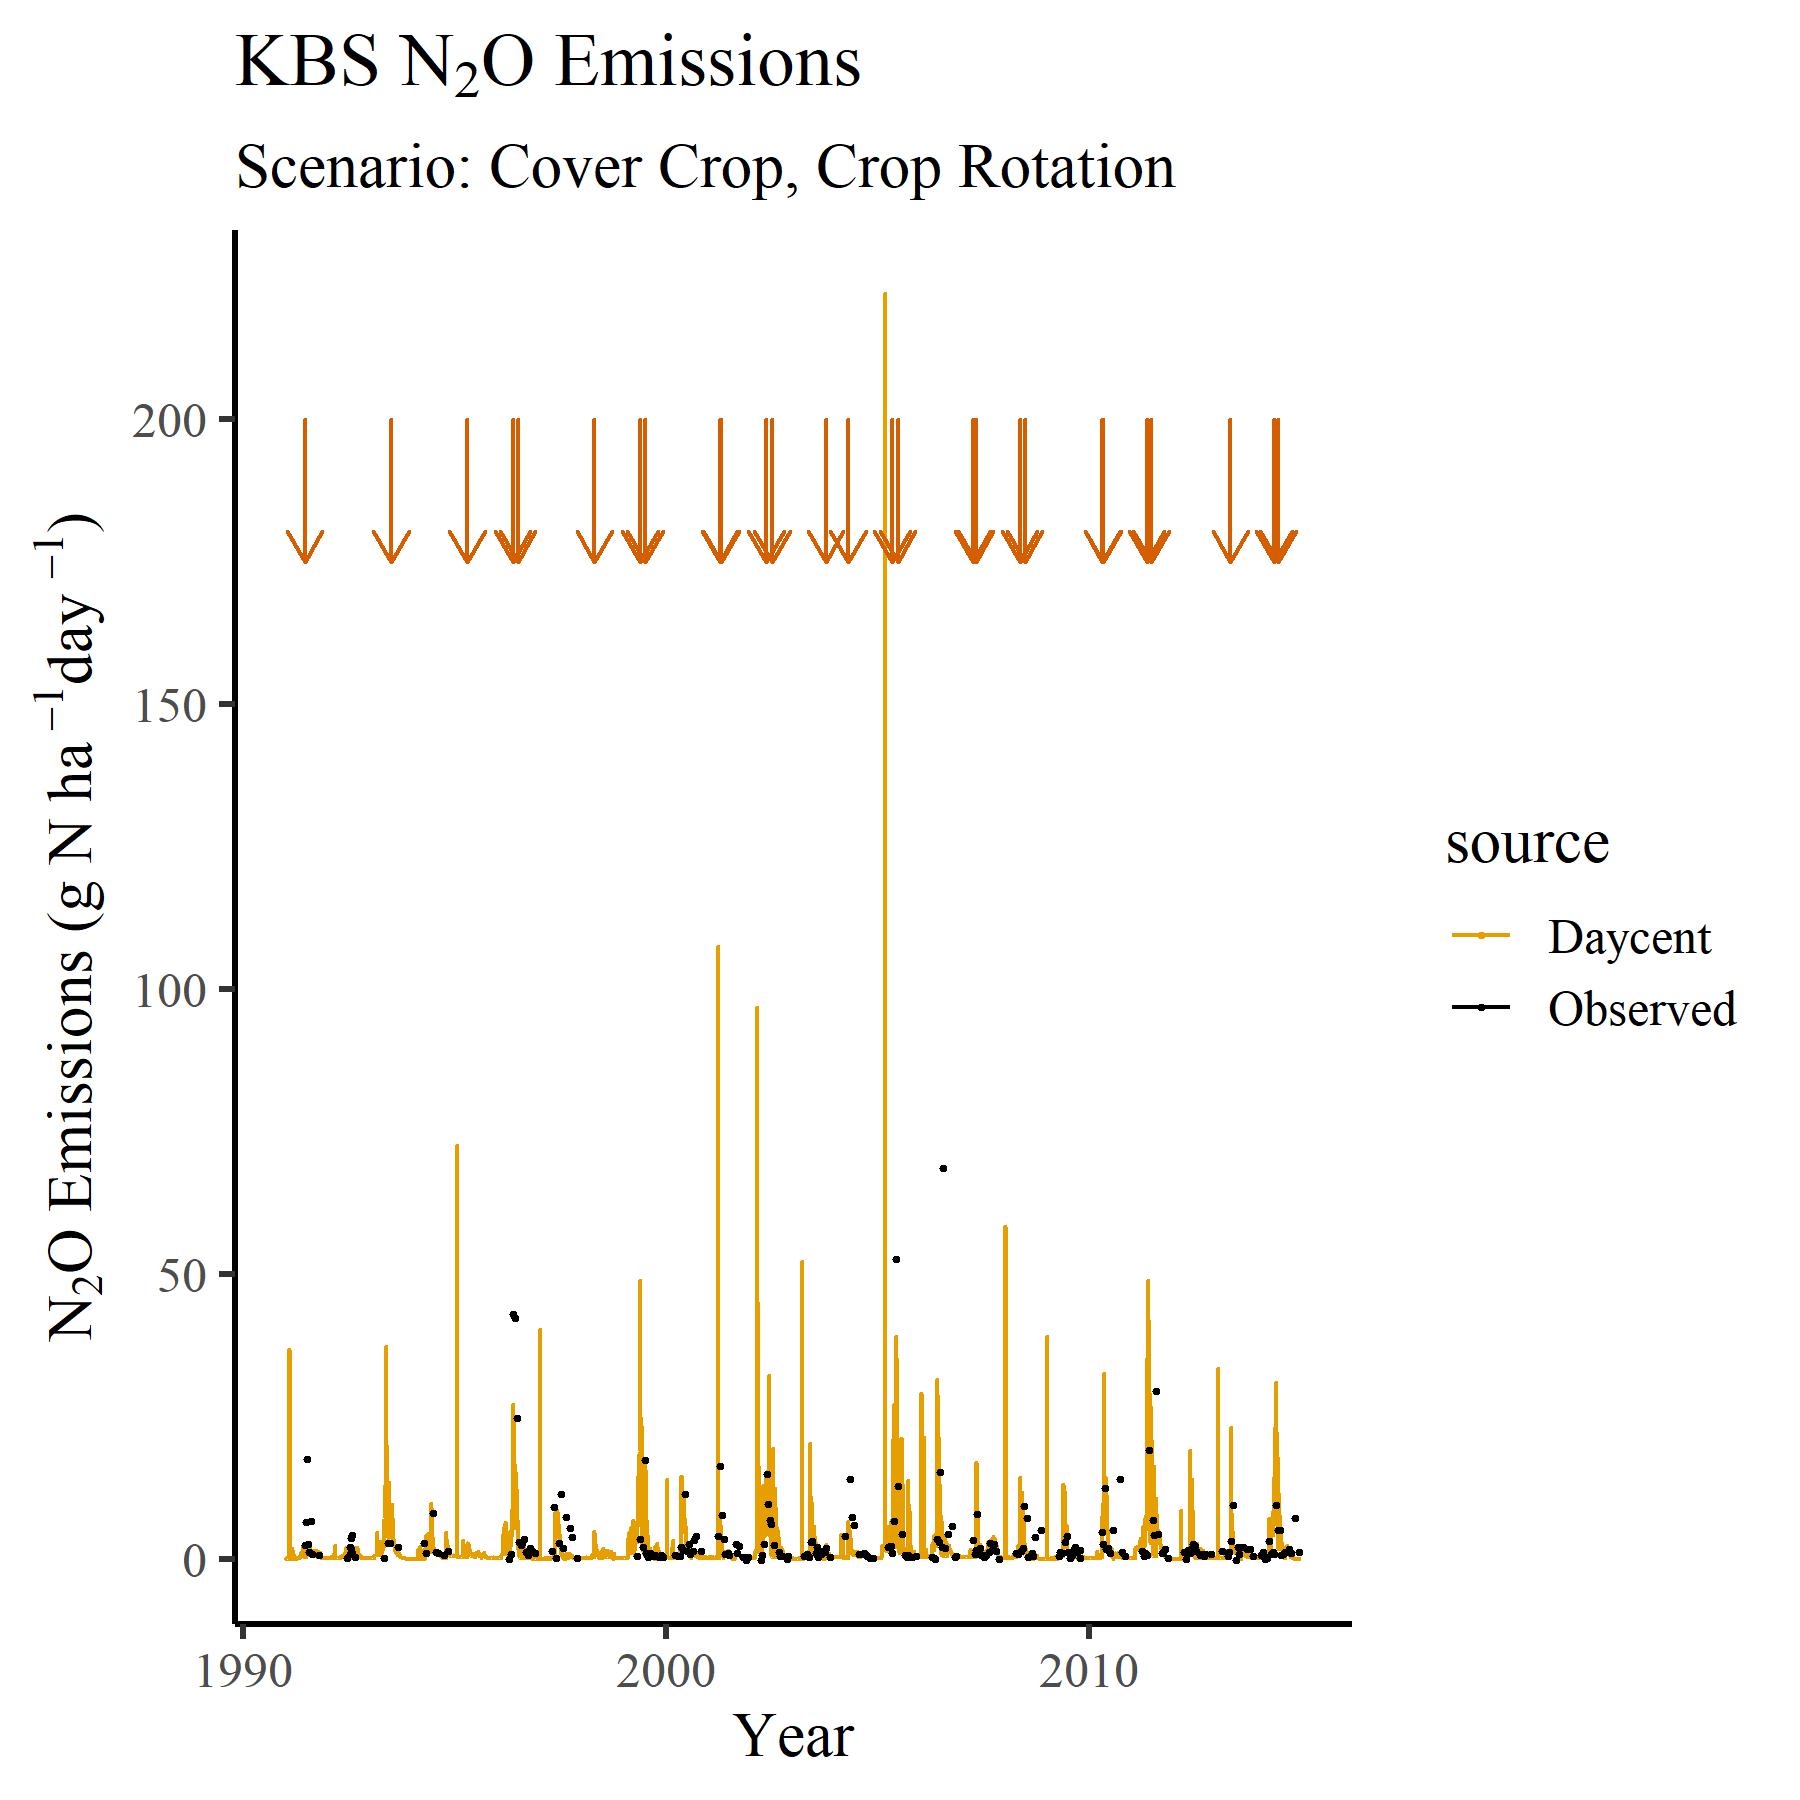 KBS N₂O Emissions
Scenario: Cover Crop, Crop Rotation
N₂O Emissions (g N ha⁻¹day⁻¹)
200
150
100
50
0
1990 2000 2010
Year
source
Daycent
Observed